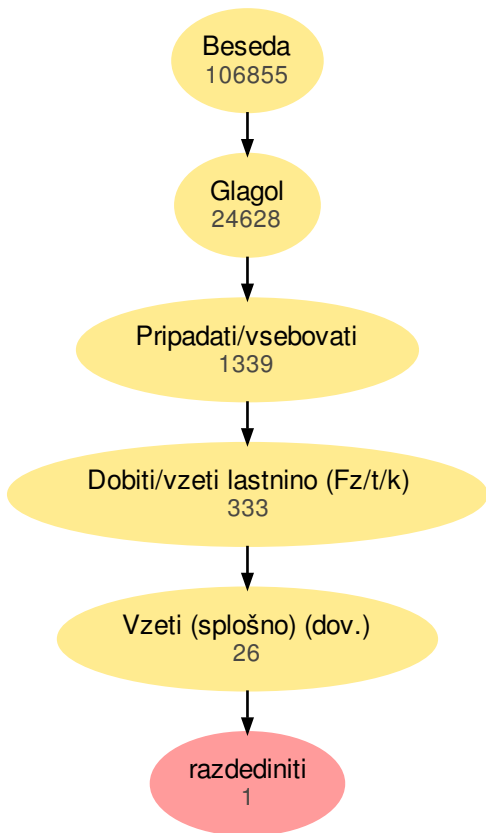 Beseda
106855
Glagol
24628
Pripadati/vsebovati
1339
Dobiti/vzeti lastnino (Fz/t/k)
333
Vzeti (splošno) (dov.)
26
razdediniti
1